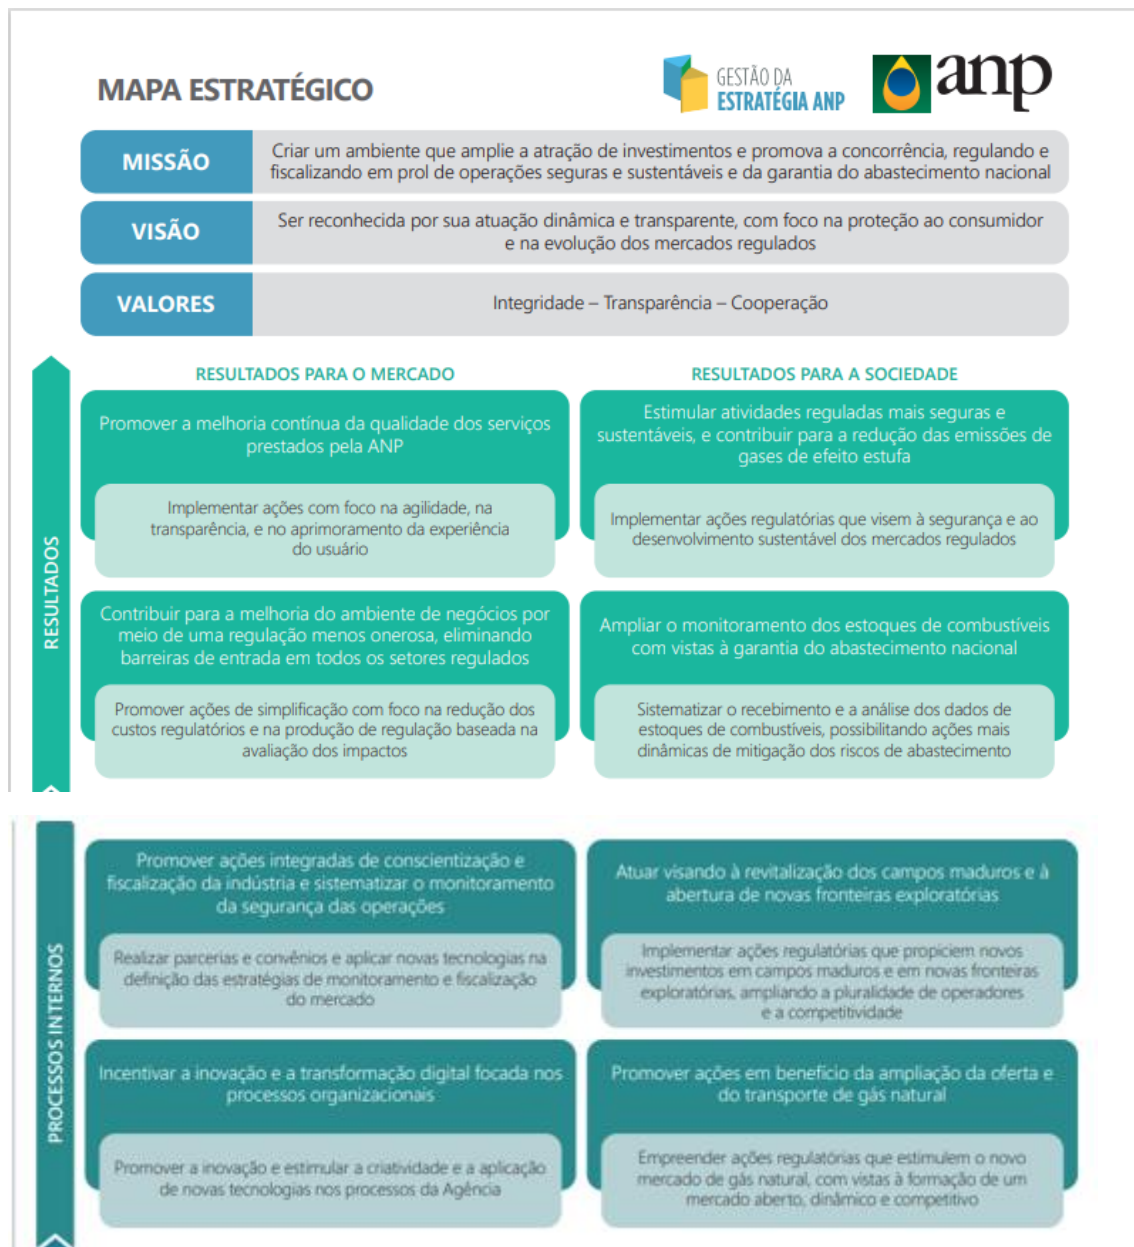 MAPA ESTRATÉGICO
GESTÃO DA
ESTRATÉGIA ANP
anp
MISSÃO
Criar um ambiente que amplie a atração de investimentos e promova a concorrência, regulando e
fiscalizando em prol de operações seguras e sustentáveis e da garantia do abastecimento nacional
VISÃO
Ser reconhecida por sua atuação dinâmica e transparente, com foco na proteção ao consumidor
e na evolução dos mercados regulados
VALORES
Integridade – Transparência – Cooperação
RESULTADOS
RESULTADOS PARA O MERCADO
Promover a melhoria contínua da qualidade dos serviços
prestados pela ANP
Implementar ações com foco na agilidade, na
transparência, e no aprimoramento da experiência
do usuário
Contribuir para a melhoria do ambiente de negócios por
meio de uma regulação menos onerosa, eliminando
barreiras de entrada em todos os setores regulados
Promover ações de simplificação com foco na redução dos
custos regulatórios e na produção de regulação baseada na
avaliação dos impactos
RESULTADOS PARA A SOCIEDADE
Estimular atividades reguladas mais seguras e
sustentáveis, e contribuir para a redução das emissões de
gases de efeito estufa
Implementar ações regulatórias que visem à segurança e ao
desenvolvimento sustentável dos mercados regulados
Ampliar o monitoramento dos estoques de combustíveis
com vistas à garantia do abastecimento nacional
Sistematizar o recebimento e a análise dos dados de
estoques de combustíveis, possibilitando ações mais
dinâmicas de mitigação dos riscos de abastecimento
PROCESSOS INTERNOS
Promover ações integradas de conscientização e
fiscalização da indústria e sistematizar o monitoramento
da segurança das operações
Realizar parcerias e convênios e aplicar novas tecnologias na
definição das estratégias de monitoramento e fiscalização
do mercado
Incentivar a inovação e a transformação digital focada nos
processos organizacionais
Promover a inovação e estimular a criatividade e a aplicação
de novas tecnologias nos processos da Agência
Atuar visando à revitalização dos campos maduros e à
abertura de novas fronteiras exploratórias
Implementar ações regulatórias que propiciem novos
investimentos em campos maduros e em novas fronteiras
exploratórias, ampliando a pluralidade de operadores
e a competitividade
Promover ações em benefício da ampliação da oferta e
do transporte de gás natural
Empreender ações regulatórias que estimulem o novo
mercado de gás natural, com vistas à formação de um
mercado aberto, dinâmico e competitivo